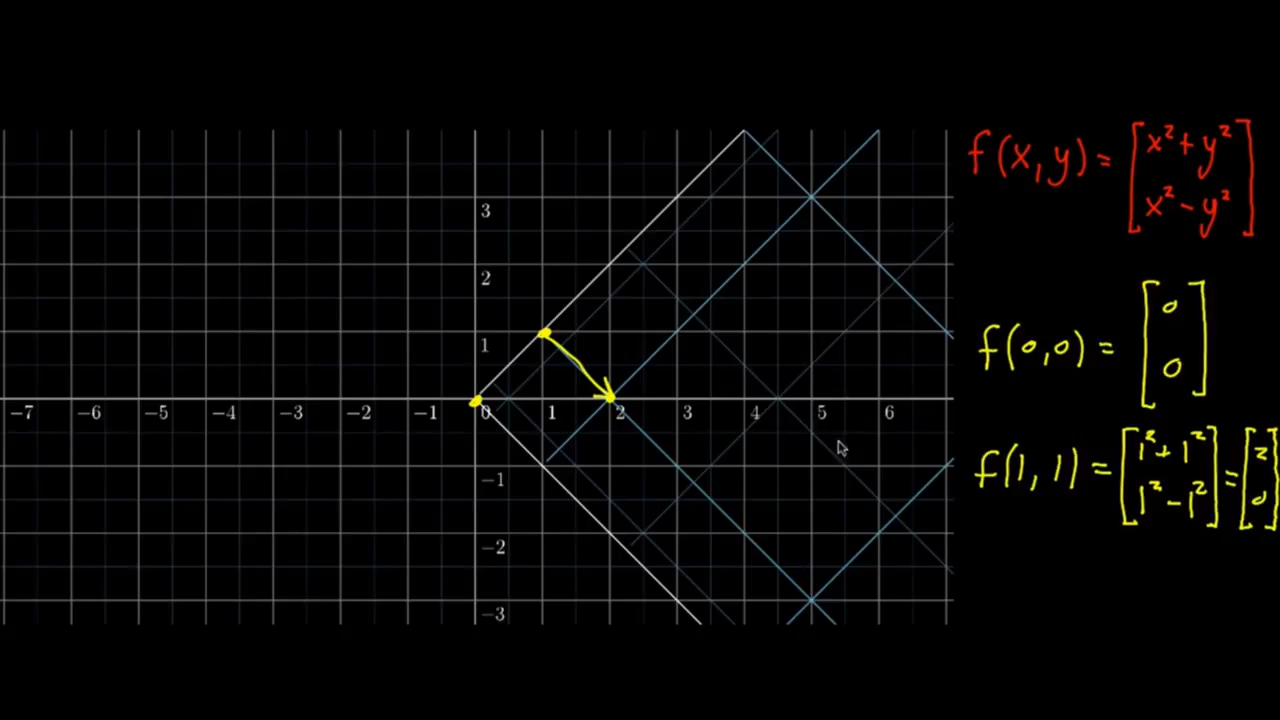 3
2
1
−7 −6 −5 −4 −3 −2 −1 0 1 2 3 4 5 6
−1
−2
−3
f(x,y) = [x² + y²
x² − y²]
f(0,0) = [0
0]
f(1,1) = [1² + 1²
1² − 1²] = [2
0]